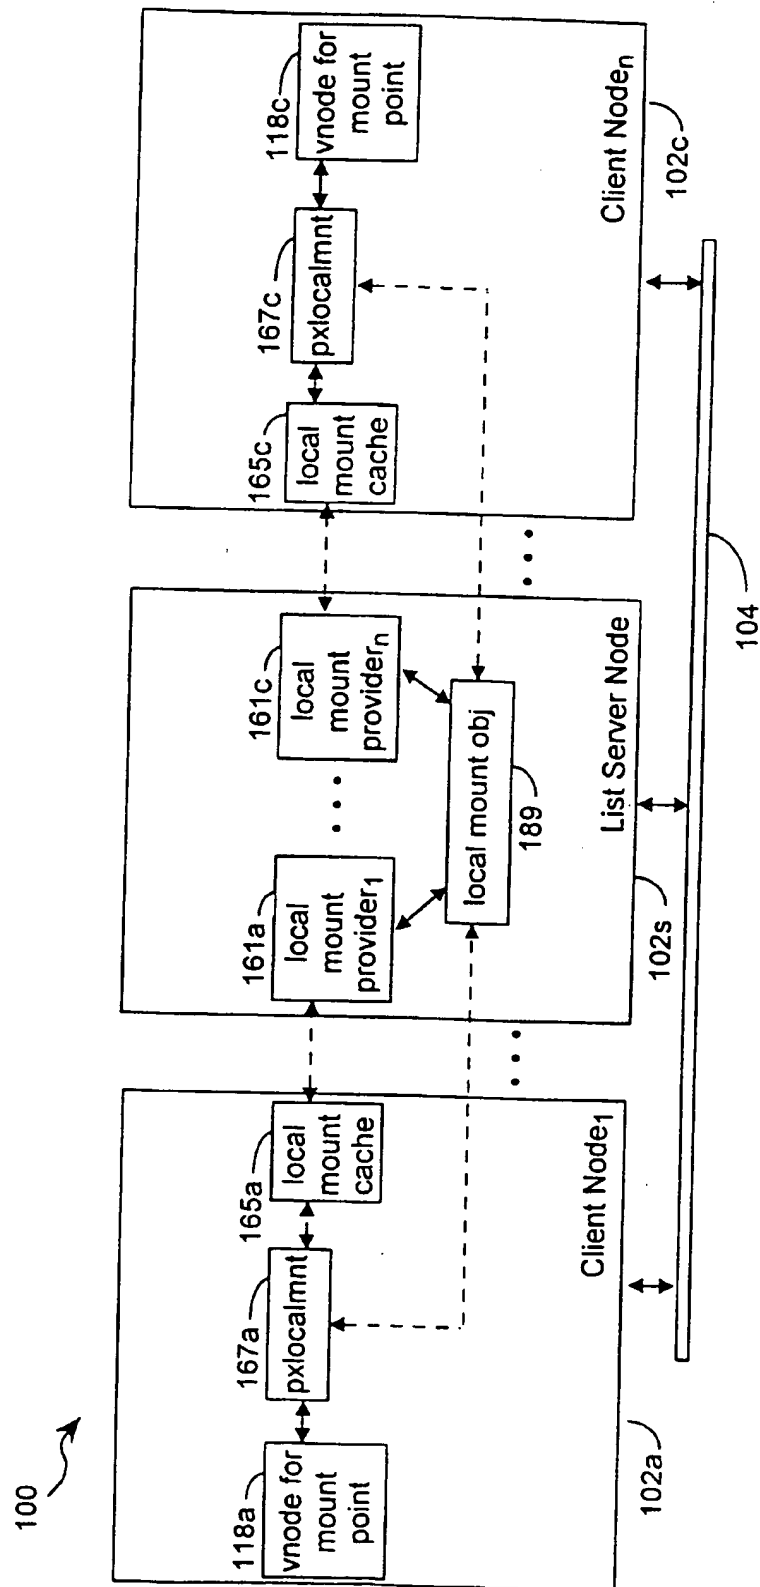 100
118a
vnode for
mount
point
167a
pxlocalmnt
165a
local
mount
cache
Client Node1
102a
161a
local
mount
provider1
161c
local
mount
providern
local mount obj
189
List Server Node
102s
165c
local
mount
cache
167c
pxlocalmnt
118c
vnode for
mount
point
Client Noden
102c
104